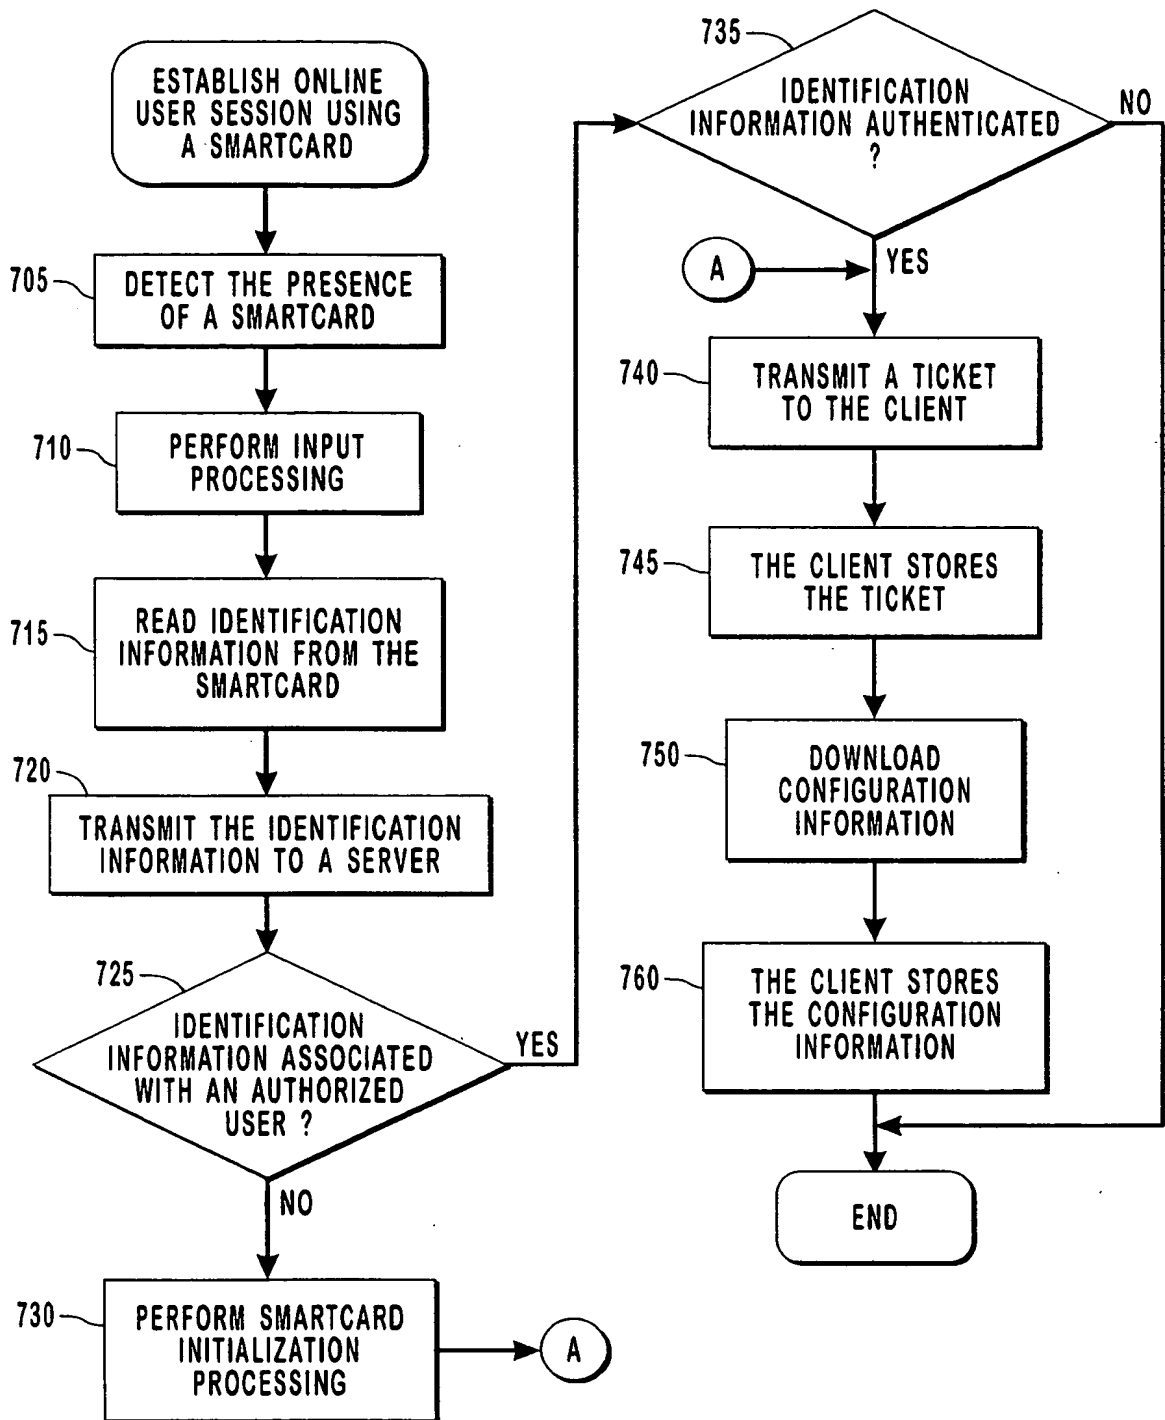 ESTABLISH ONLINE
USER SESSION USING
A SMARTCARD
705
DETECT THE PRESENCE
OF A SMARTCARD
710
PERFORM INPUT
PROCESSING
715
READ IDENTIFICATION
INFORMATION FROM THE
SMARTCARD
720
TRANSMIT THE IDENTIFICATION
INFORMATION TO A SERVER
725
IDENTIFICATION
INFORMATION ASSOCIATED
WITH AN AUTHORIZED
USER ?
YES
NO
730
PERFORM SMARTCARD
INITIALIZATION
PROCESSING
A
735
IDENTIFICATION
INFORMATION AUTHENTICATED
?
NO
YES
A
740
TRANSMIT A TICKET
TO THE CLIENT
745
THE CLIENT STORES
THE TICKET
750
DOWNLOAD
CONFIGURATION
INFORMATION
760
THE CLIENT STORES
THE CONFIGURATION
INFORMATION
END